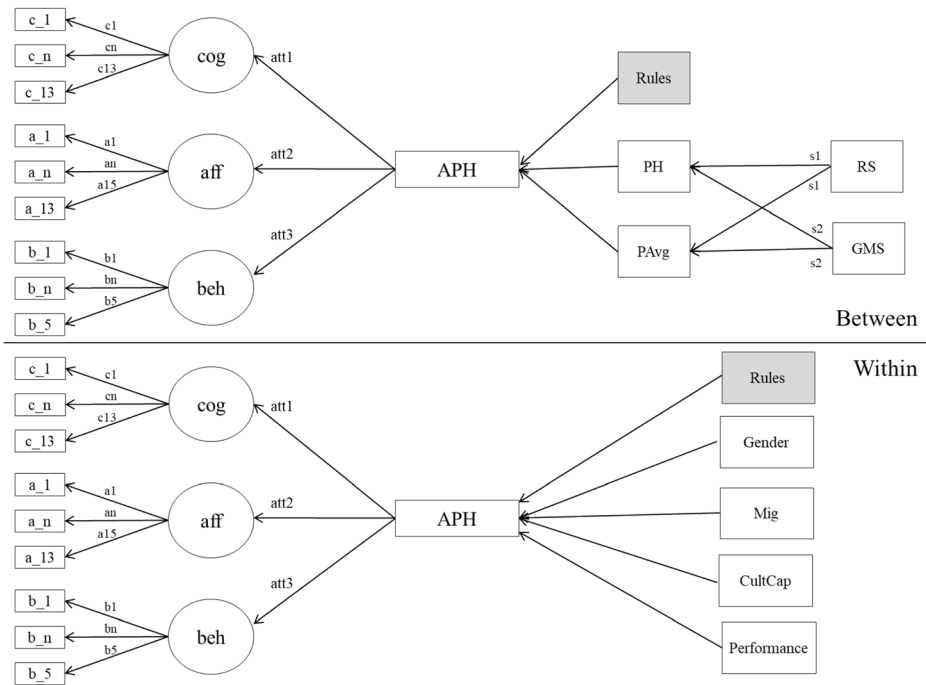 c_1
c1
c_n
cn
cog
c_13
c13
att1
Rules
a_1
a1
a_n
an
aff
att2
APH
PH
s1
RS
a_13
a15
s1
att3
b_1
b1
s2
b_n
bn
beh
PAvg
s2
GMS
b_5
b5
Between
Within
c_1
c1
c_n
cn
cog
c_13
c13
att1
Rules
Gender
a_1
a1
a_n
an
aff
att2
APH
Mig
a_13
a15
att3
CultCap
b_1
b1
b_n
bn
beh
Performance
b_5
b5